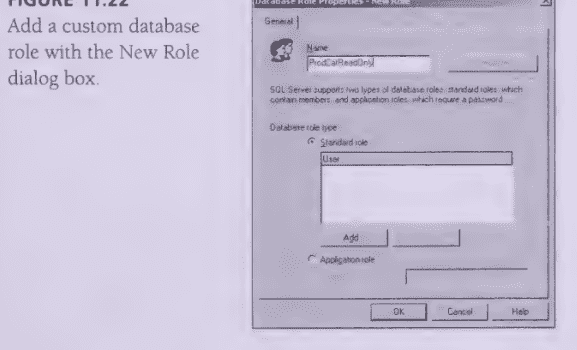 FIGURE 11.22
Add a custom database
role with the New Role
dialog box.
Database Role Properties - New Role
General
Name
ProdCatReadOnly
SQL Server supports two types of database roles: standard roles, which
contain members, and application roles, which require a password.
Database role type
Standard role
User
Add
Application role
OK
Cancel
Help